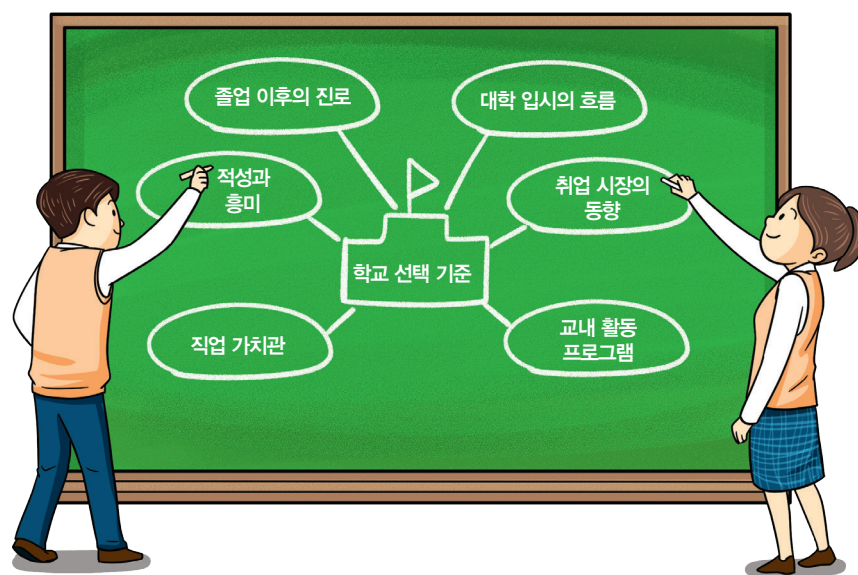 졸업 이후의 진로
대학 입시의 흐름
적성과
흥미
취업 시장의
동향
학교 선택 기준
직업 가치관
교내 활동
프로그램